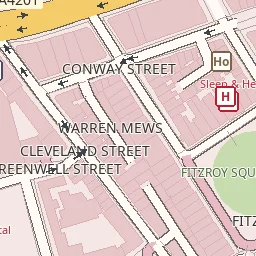 A4201
CONWAY STREET
Ho
Sleep & He
H
WARREN MEWS
CLEVELAND STREET
REENWELL STREET
FITZROY SQU
FITZ
cal